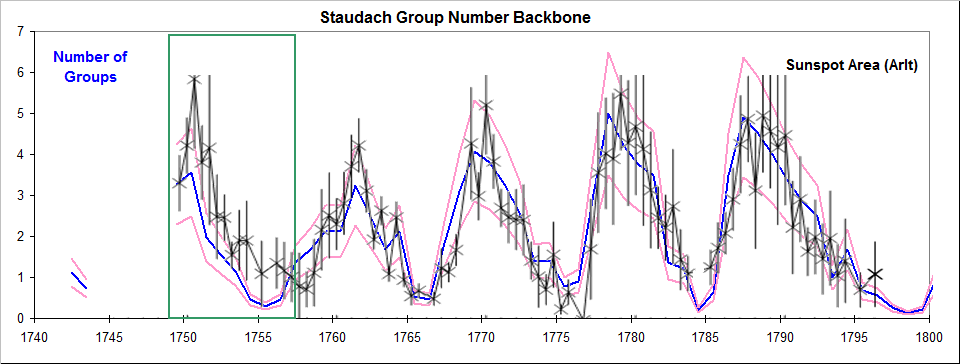 Staudach Group Number Backbone
7
Number of
Groups
Sunspot Area (Arlt)
6
5
4
3
2
1
0
1740 1745 1750 1755 1760 1765 1770 1775 1780 1785 1790 1795 1800